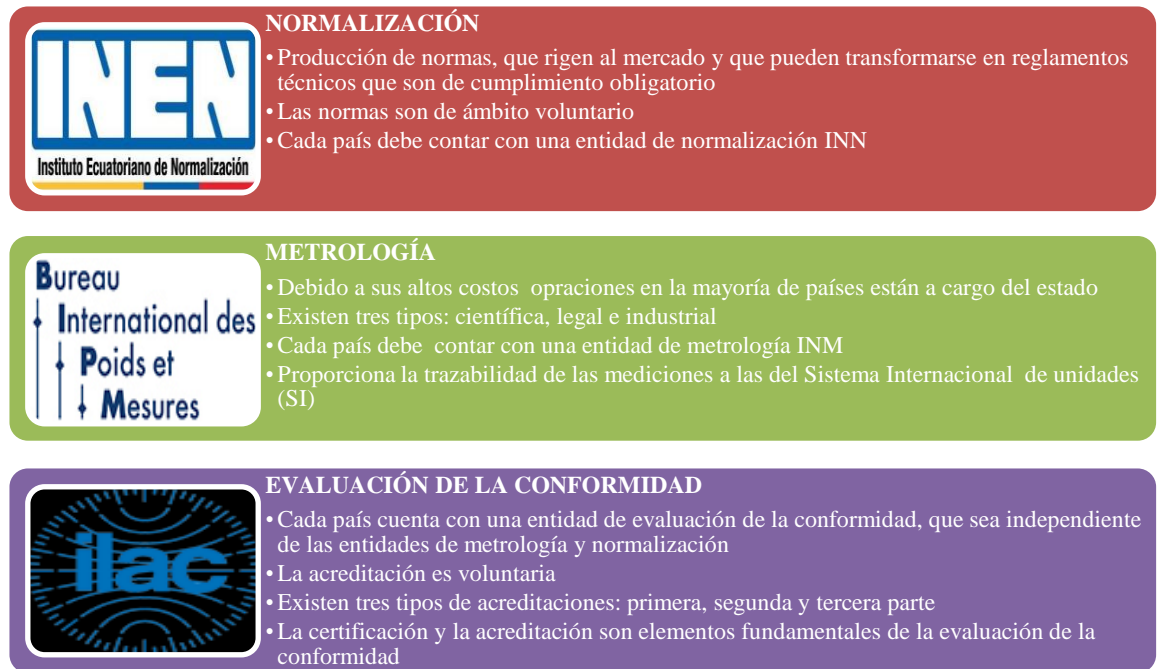 INEN
Instituto Ecuatoriano de Normalización
NORMALIZACIÓN
• Producción de normas, que rigen al mercado y que pueden transformarse en reglamentos
técnicos que son de cumplimiento obligatorio
• Las normas son de ámbito voluntario
• Cada país debe contar con una entidad de normalización INN
Bureau
International des
Poids et
Mesures
METROLOGÍA
• Debido a sus altos costos opraciones en la mayoría de países están a cargo del estado
• Existen tres tipos: científica, legal e industrial
• Cada país debe contar con una entidad de metrología INM
• Proporciona la trazabilidad de las mediciones a las del Sistema Internacional de unidades
(SI)
ilac
EVALUACIÓN DE LA CONFORMIDAD
• Cada país cuenta con una entidad de evaluación de la conformidad, que sea independiente
de las entidades de metrología y normalización
• La acreditación es voluntaria
• Existen tres tipos de acreditaciones: primera, segunda y tercera parte
• La certificación y la acreditación son elementos fundamentales de la evaluación de la
conformidad